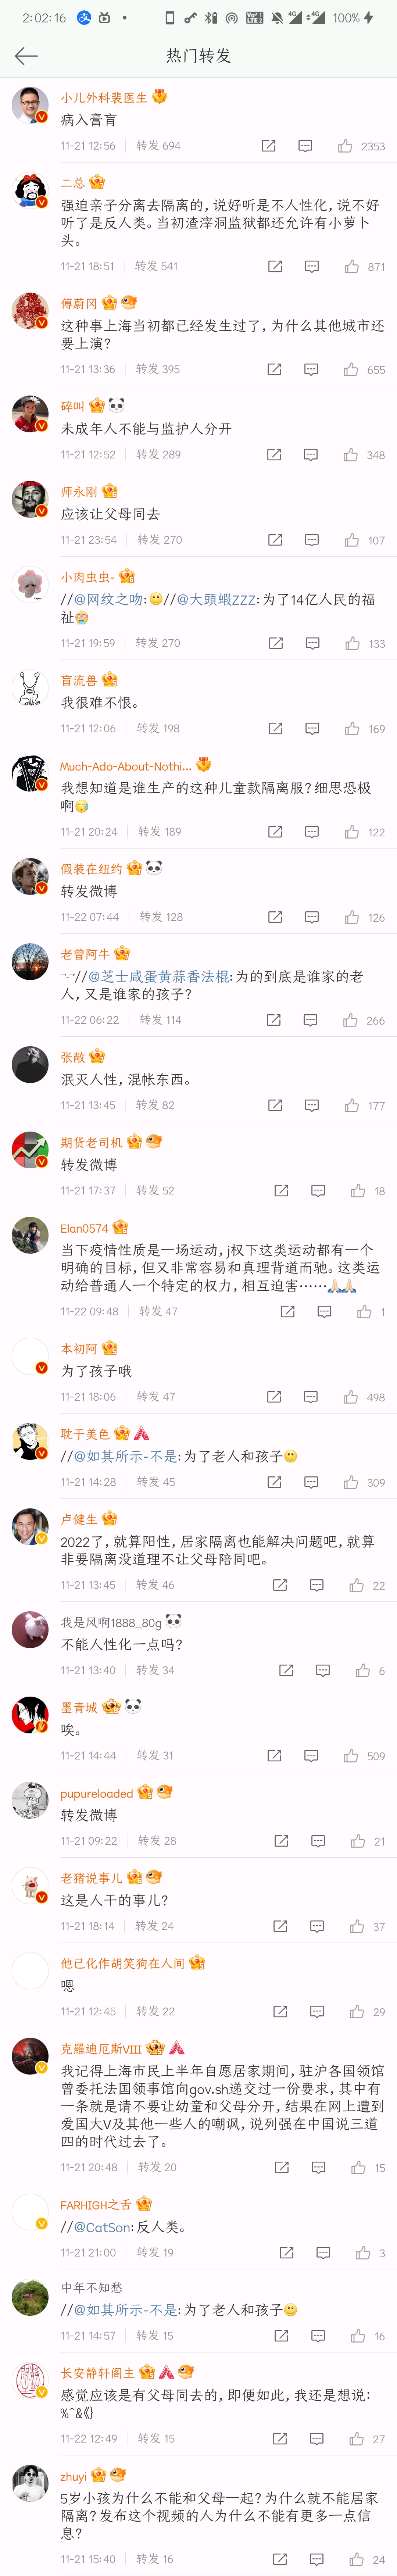 2:02:16
100%
热门转发
小儿外科裴医生
病入膏肓
11-21 12:56 转发 694 2353
二总
强迫亲子分离去隔离的，说好听是不人性化，说不好
听了是反人类。当初渣滓洞监狱都还允许有小萝卜
头。
11-21 18:51 转发 541 871
傅蔚冈
这种事上海当初都已经发生过了，为什么其他城市还
要上演？
11-21 13:36 转发 395 655
碎叫
未成年人不能与监护人分开
11-21 12:52 转发 289 348
师永刚
应该让父母同去
11-21 23:54 转发 270 107
小肉虫虫-
//@网纹之吻:🙂//@大頭蝦ZZZ: 为了14亿人民的福
祉😭
11-21 19:59 转发 270 133
盲流兽
我很难不恨。
11-21 12:06 转发 198 169
Much-Ado-About-Nothi...
我想知道是谁生产的这种儿童款隔离服？细思恐极
啊😪
11-21 20:24 转发 189 122
假装在纽约
转发微博
11-22 07:44 转发 128 126
老曾阿牛
→_→//@芝士咸蛋黄蒜香法棍: 为的到底是谁家的老
人，又是谁家的孩子？
11-22 06:22 转发 114 266
张敞
泯灭人性，混帐东西。
11-21 13:45 转发 82 177
期货老司机
转发微博
11-21 17:37 转发 52 18
Elan0574
当下疫情性质是一场运动，j权下这类运动都有一个
明确的目标，但又非常容易和真理背道而驰。这类运
动给普通人一个特定的权力，相互迫害……🙏🏻🙏🏻
11-22 09:48 转发 47 1
本初阿
为了孩子哦
11-21 18:06 转发 47 498
耽于美色
//@如其所示-不是: 为了老人和孩子🙂
11-21 14:28 转发 45 309
卢健生
2022了，就算阳性，居家隔离也能解决问题吧，就算
非要隔离没道理不让父母陪同吧。
11-21 13:45 转发 46 22
我是风啊1888_80g
不能人性化一点吗？
11-21 13:40 转发 34 6
墨青城
唉。
11-21 14:44 转发 31 509
pupureloaded
转发微博
11-21 09:22 转发 28 21
老猪说事儿
这是人干的事儿？
11-21 18:14 转发 24 37
他己化作胡笑狗在人间
嗯
11-21 12:45 转发 22 29
克羅迪厄斯VIII
我记得上海市民上半年自愿居家期间，驻沪各国领馆
曾委托法国领事馆向gov.sh递交过一份要求，其中有
一条就是请不要让幼童和父母分开，结果在网上遭到
爱国大V及其他一些人的嘲讽，说列强在中国说三道
四的时代过去了。
11-21 20:48 转发 20 15
FARHIGH之舌
//@CatSon: 反人类。
11-21 21:00 转发 19 3
中年不知愁
//@如其所示-不是: 为了老人和孩子🙂
11-21 14:57 转发 15 16
长安静轩阁主
感觉应该是有父母同去的，即便如此，我还是想说：
%^&《}
11-22 12:49 转发 15 27
zhuyi
5岁小孩为什么不能和父母一起？为什么就不能居家
隔离？发布这个视频的人为什么不能有更多一点信
息？
11-21 15:40 转发 16 24